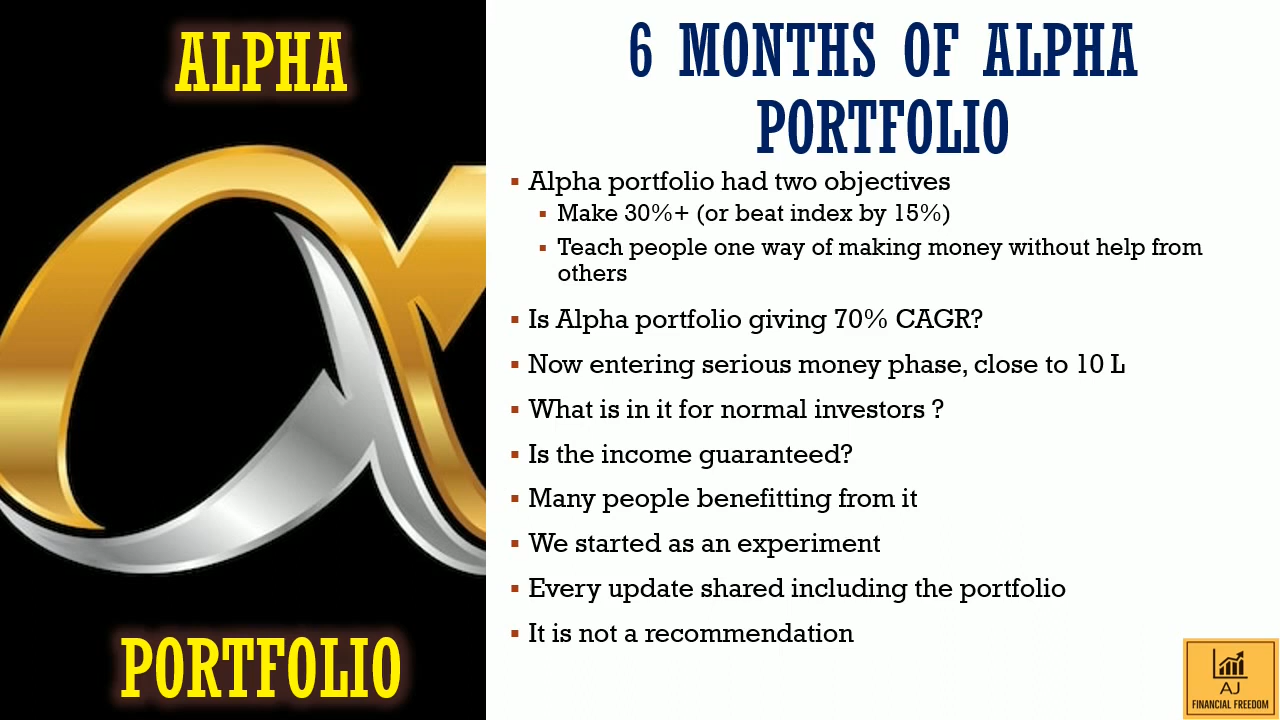 ALPHA
PORTFOLIO
6 MONTHS OF ALPHA
PORTFOLIO
▪ Alpha portfolio had two objectives
▪ Make 30%+ (or beat index by 15%)
▪ Teach people one way of making money without help from
others
▪ Is Alpha portfolio giving 70% CAGR?
▪ Now entering serious money phase, close to 10 L
▪ What is in it for normal investors ?
▪ Is the income guaranteed?
▪ Many people benefitting from it
▪ We started as an experiment
▪ Every update shared including the portfolio
▪ It is not a recommendation
AJ
FINANCIAL FREEDOM